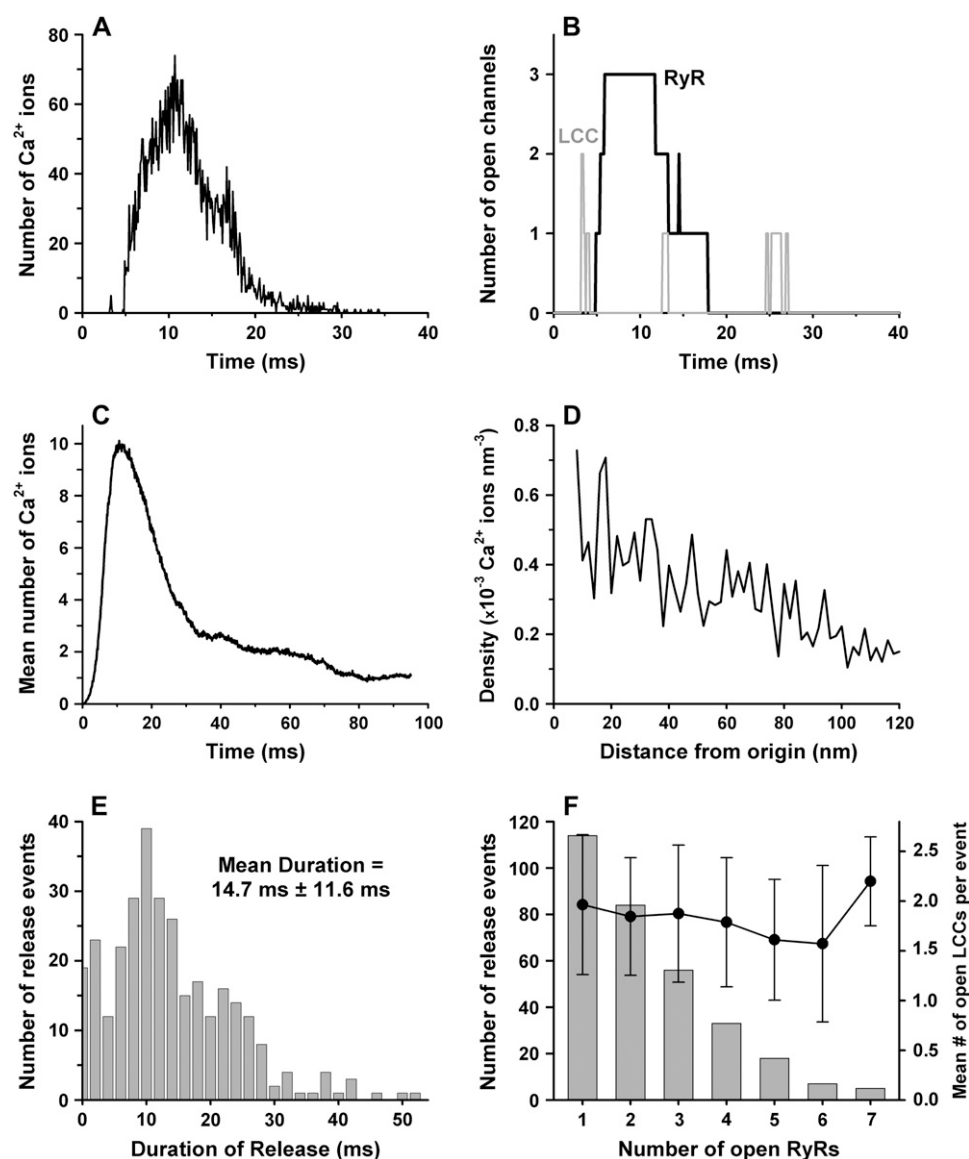 A
Number of Ca²⁺ ions
80
60
40
20
0
0 10 20 30 40
Time (ms)
B
Number of open channels
3
2
1
0
LCC
RyR
0 10 20 30 40
Time (ms)
C
Mean number of Ca²⁺ ions
10
8
6
4
2
0
0 20 40 60 80 100
Time (ms)
D
Density (x10⁻³ Ca²⁺ ions nm⁻³)
0.8
0.6
0.4
0.2
0.0
0 20 40 60 80 100 120
Distance from origin (nm)
E
Number of release events
40
30
20
10
0
Mean Duration =
14.7 ms ± 11.6 ms
0 10 20 30 40 50
Duration of Release (ms)
F
Number of release events
120
100
80
60
40
20
0
1 2 3 4 5 6 7
Number of open RyRs
2.5
2.0
1.5
1.0
0.5
0.0
Mean # of open LCCs per event